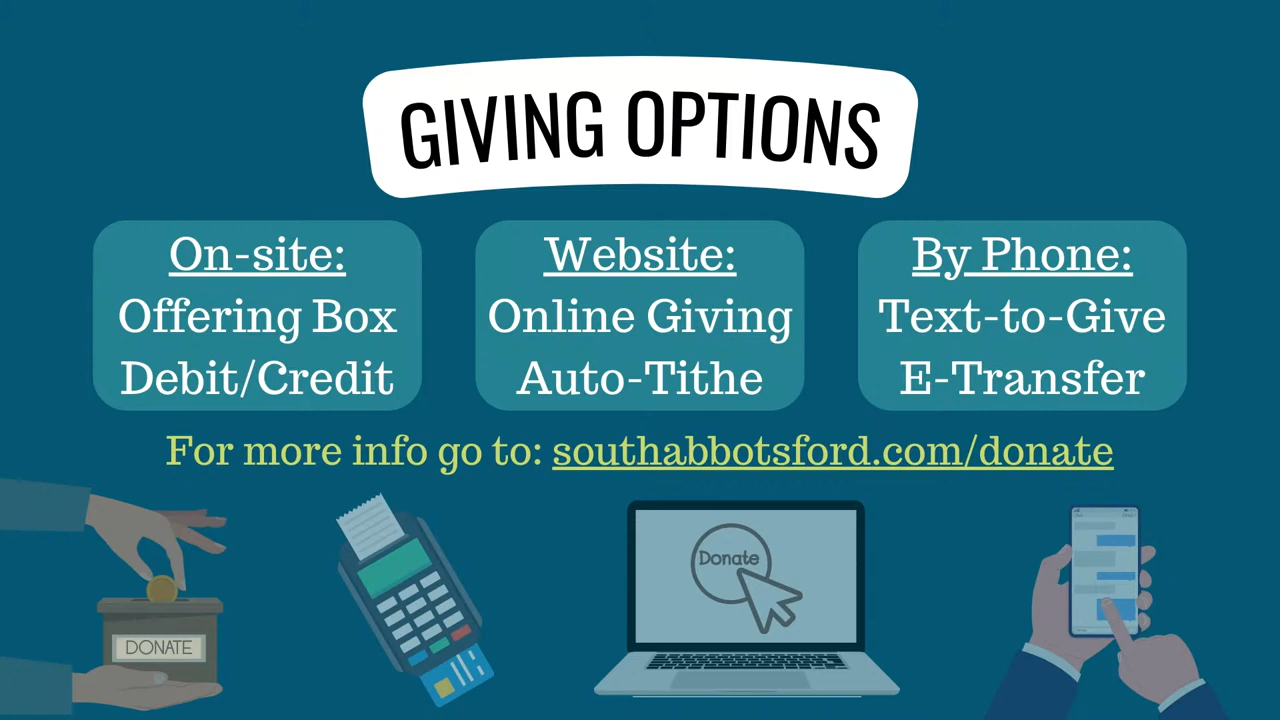 GIVING OPTIONS
On-site:
Offering Box
Debit/Credit
Website:
Online Giving
Auto-Tithe
By Phone:
Text-to-Give
E-Transfer
For more info go to: southabbotsford.com/donate
DONATE
Donate